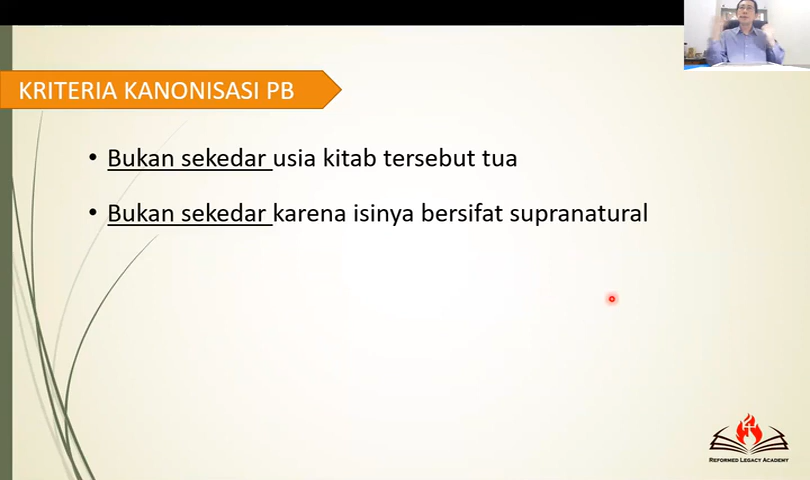 KRITERIA KANONISASI PB
• Bukan sekedar usia kitab tersebut tua
• Bukan sekedar karena isinya bersifat supranatural
REFORMED LEGACY ACADEMY